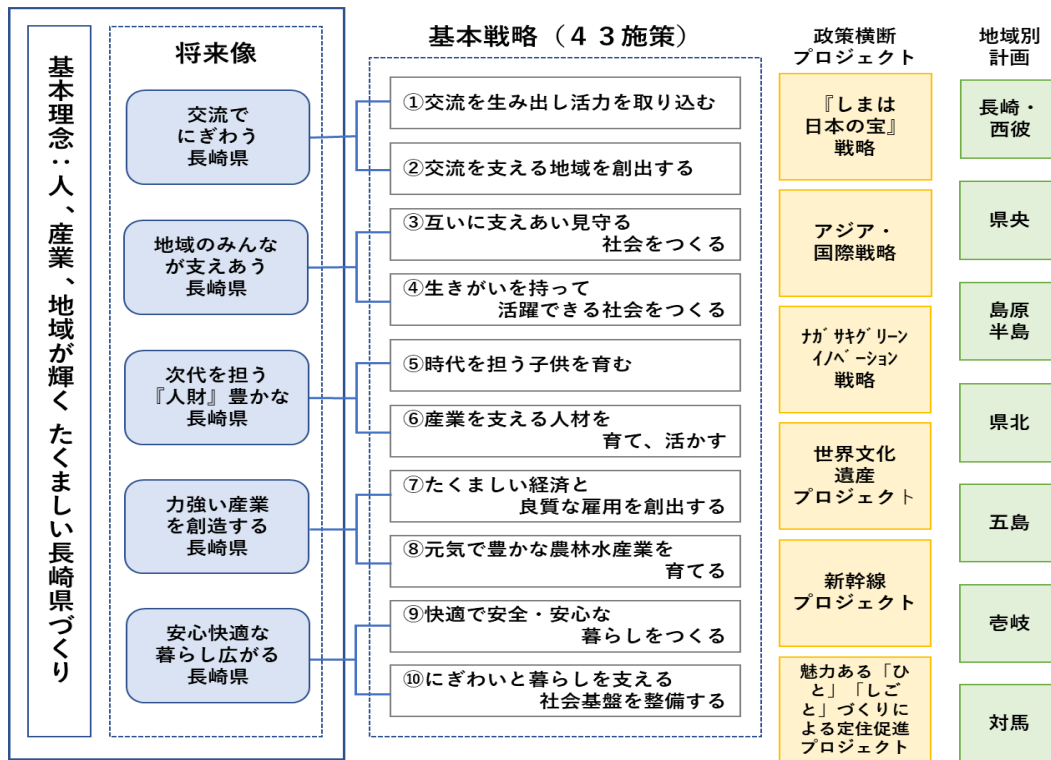 基本理念：人、産業、地域が輝く たくましい長崎県づくり
将来像
交流で
にぎわう
長崎県
地域のみんな
が支えあう
長崎県
次代を担う
『人財』豊かな
長崎県
力強い産業
を創造する
長崎県
安心快適な
暮らし広がる
長崎県
基本戦略（４３施策）
①交流を生み出し活力を取り込む
②交流を支える地域を創出する
③互いに支えあい見守る
社会をつくる
④生きがいを持って
活躍できる社会をつくる
⑤時代を担う子供を育む
⑥産業を支える人材を
育て、活かす
⑦たくましい経済と
良質な雇用を創出する
⑧元気で豊かな農林水産業を
育てる
⑨快適で安全・安心な
暮らしをつくる
⑩にぎわいと暮らしを支える
社会基盤を整備する
政策横断
プロジェクト
『しまは
日本の宝』
戦略
アジア・
国際戦略
ﾅｶﾞｻｷｸﾞﾘｰﾝ
ｲﾉﾍﾞｰｼｮﾝ
戦略
世界文化
遺産
プロジェクト
新幹線
プロジェクト
魅力ある「ひ
と」「しご
と」づくりに
よる定住促進
プロジェクト
地域別
計画
長崎・
西彼
県央
島原
半島
県北
五島
壱岐
対馬